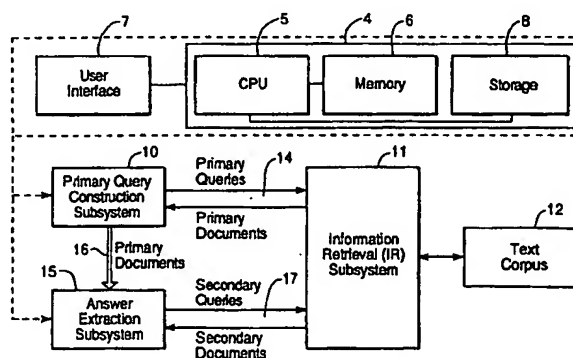 7
5
4
6
8
User
Interface
CPU
Memory
Storage
10
Primary
Queries
14
11
Primary Query
Construction
Subsystem
Primary
Documents
12
16
Primary
Documents
Information
Retrieval (IR)
Subsystem
Text
Corpus
15
Secondary
Queries
17
Answer
Extraction
Subsystem
Secondary
Documents